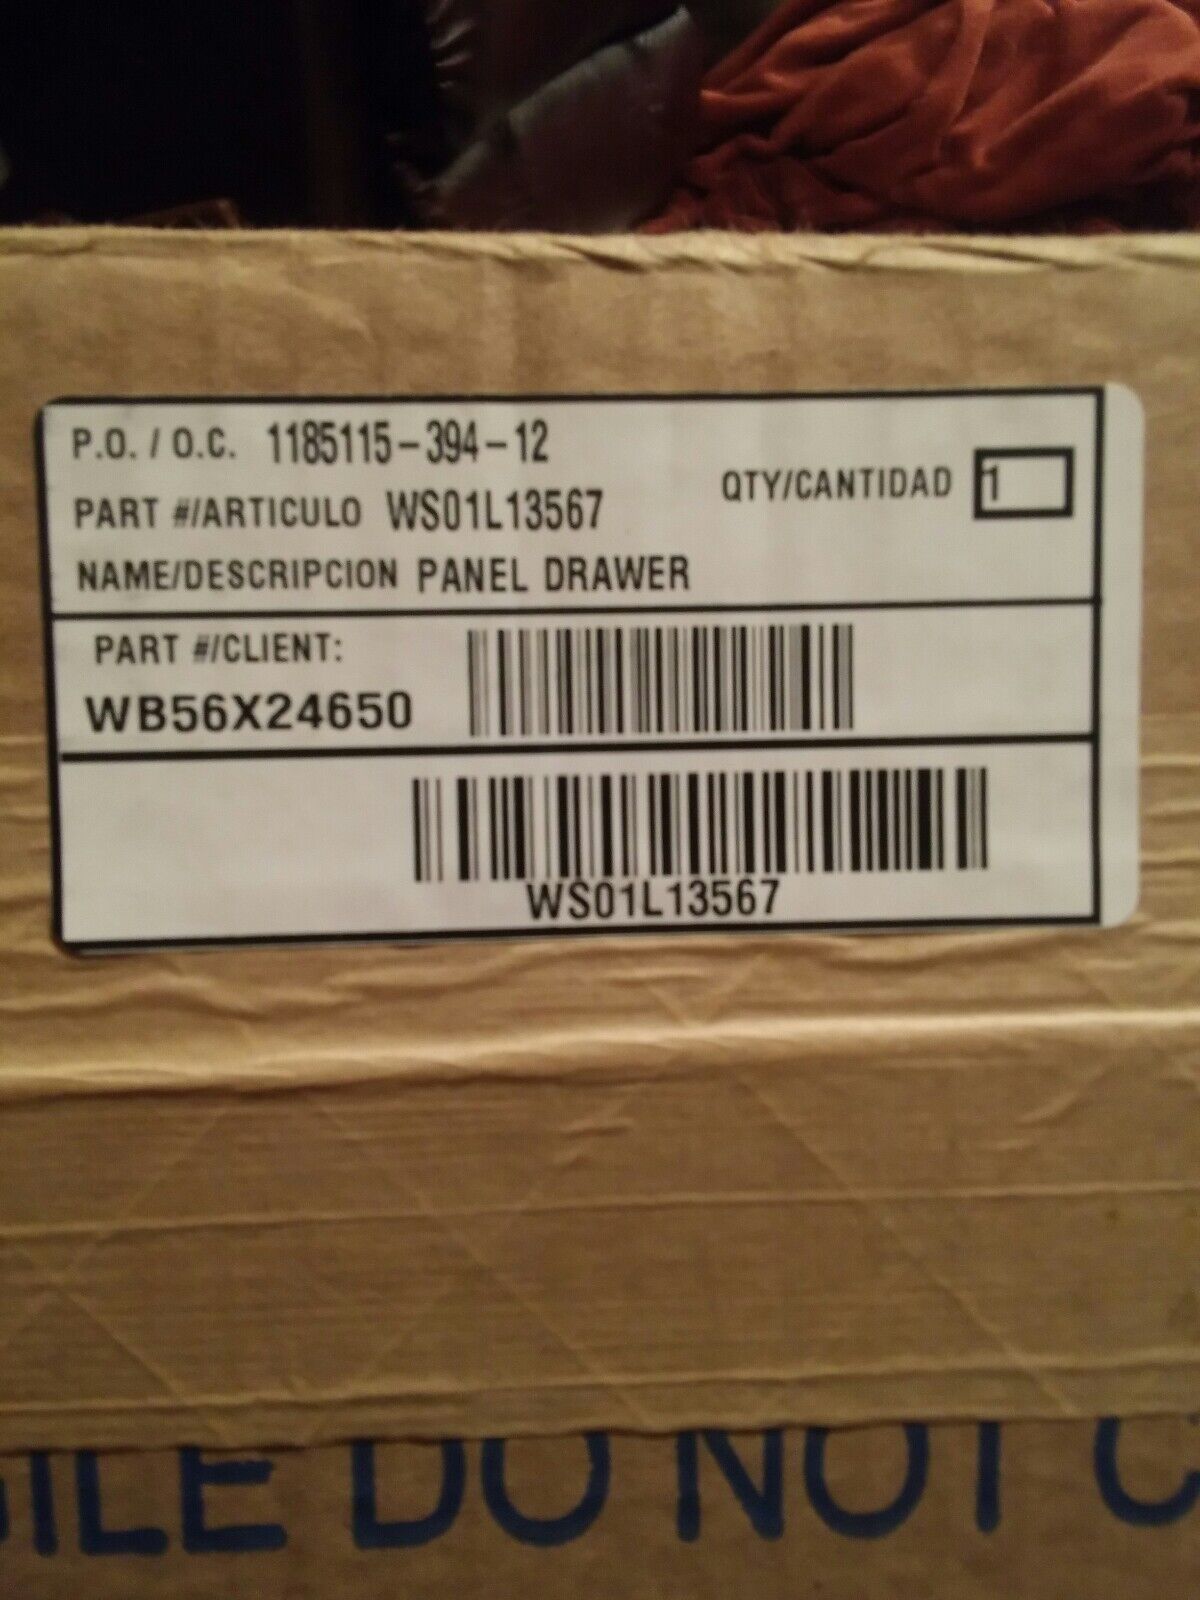 P.O. / O.C. 1185115-394-12
QTY/CANTIDAD 1
PART #/ARTICULO WS01L13567
NAME/DESCRIPCION PANEL DRAWER
PART #/CLIENT:
WB56X24650
WS01L13567
GILE DO NOT C